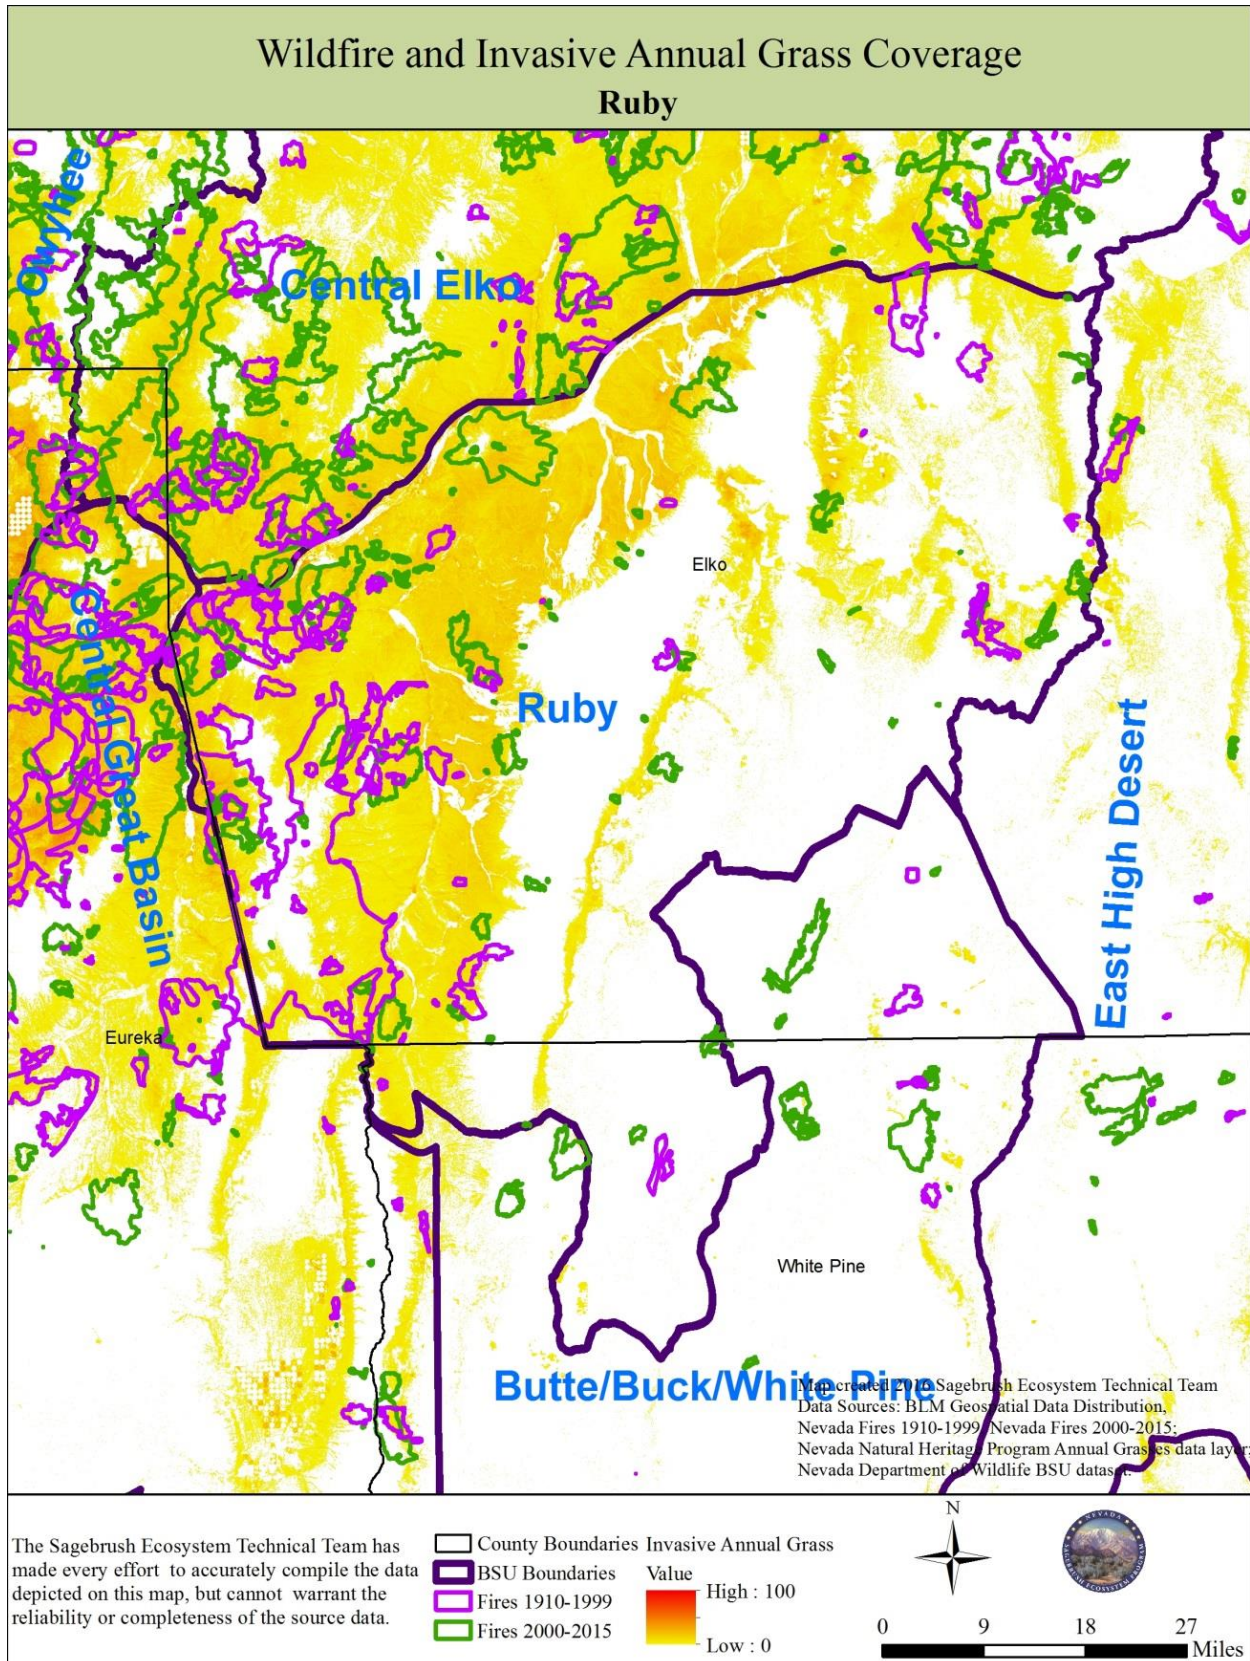 Wildfire and Invasive Annual Grass Coverage
Ruby
Owyhee
Central Elko
Elko
Ruby
Central Great Basin
East High Desert
Eureka
White Pine
Butte/Buck/White Pine
Map created 2016 Sagebrush Ecosystem Technical Team
Data Sources: BLM Geospatial Data Distribution,
Nevada Fires 1910-1999, Nevada Fires 2000-2015;
Nevada Natural Heritage Program Annual Grasses data layer;
Nevada Department of Wildlife BSU dataset.
The Sagebrush Ecosystem Technical Team has
made every effort to accurately compile the data
depicted on this map, but cannot warrant the
reliability or completeness of the source data.
County Boundaries
BSU Boundaries
Fires 1910-1999
Fires 2000-2015
Invasive Annual Grass
Value
High : 100
Low : 0
N
NEVADA
SAGEBRUSH ECOSYSTEM PROGRAM
0 9 18 27
Miles